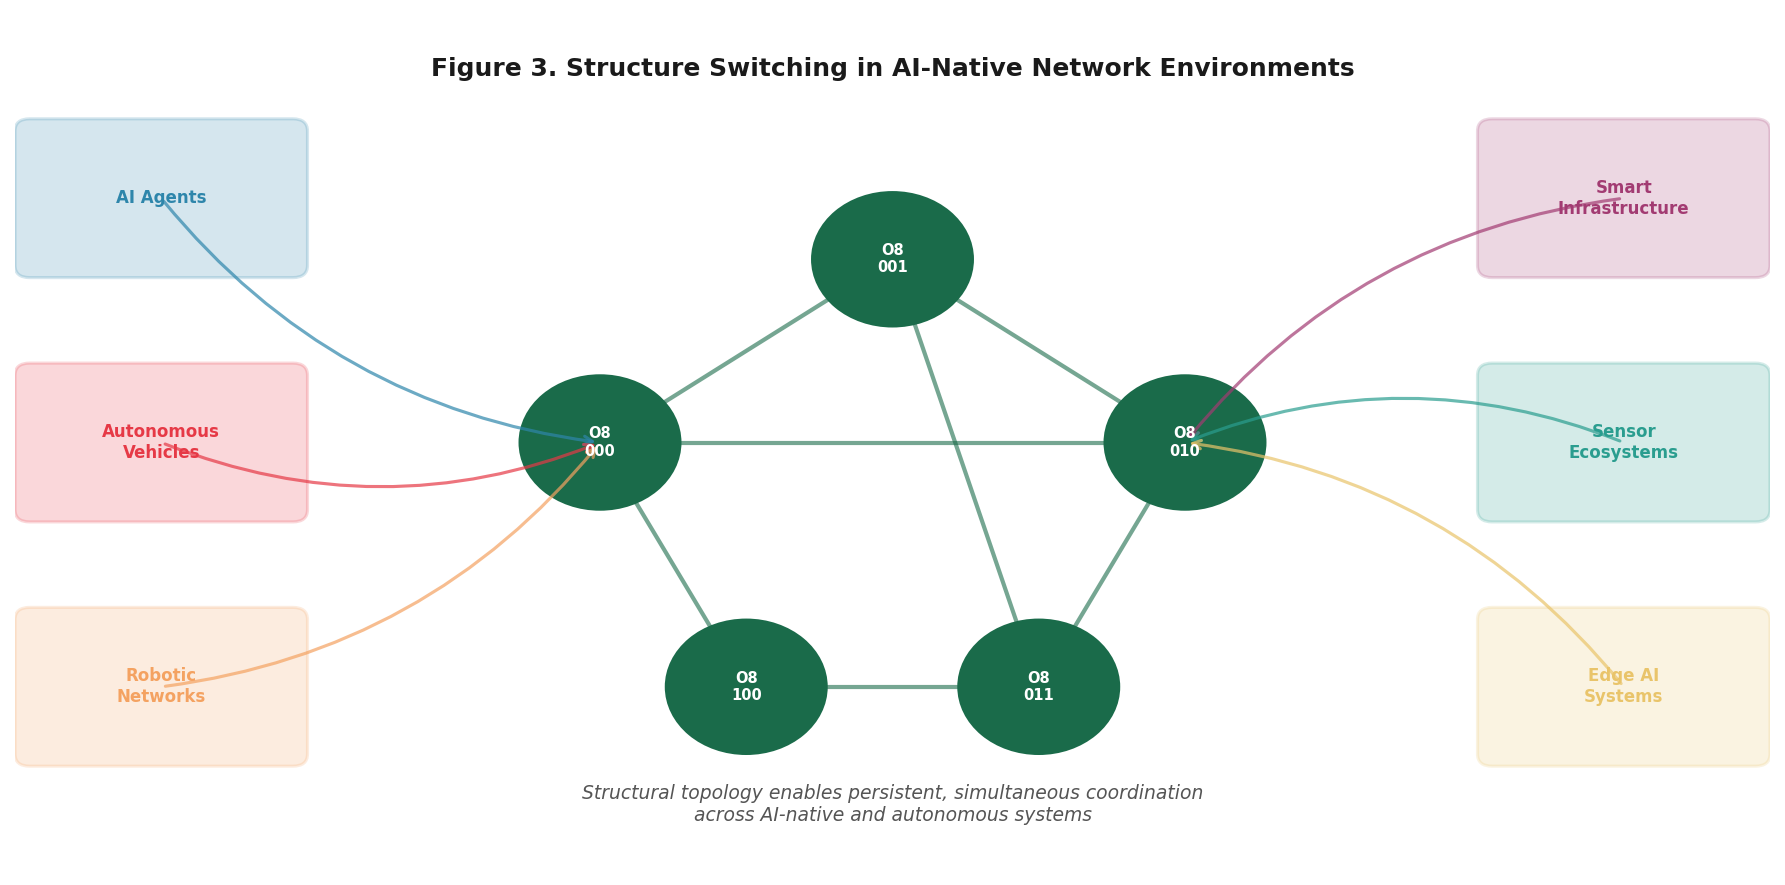 Figure 3. Structure Switching in AI-Native Network Environments
AI Agents
Smart
Infrastructure
O8
001
Autonomous
Vehicles
O8
000
O8
010
Sensor
Ecosystems
Robotic
Networks
O8
100
O8
011
Edge AI
Systems
Structural topology enables persistent, simultaneous coordination
across AI-native and autonomous systems